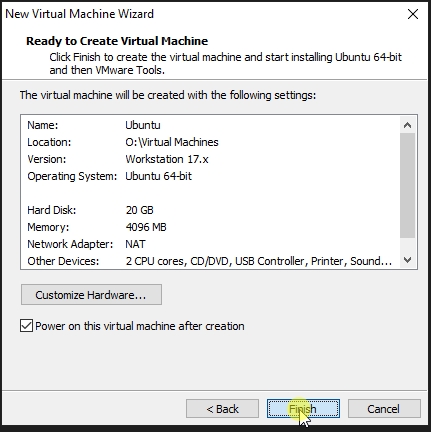 New Virtual Machine Wizard
Ready to Create Virtual Machine
Click Finish to create the virtual machine and start installing Ubuntu 64-bit
and then VMware Tools.
The virtual machine will be created with the following settings:
Name: Ubuntu
Location: O:\Virtual Machines
Version: Workstation 17.x
Operating System: Ubuntu 64-bit
Hard Disk: 20 GB
Memory: 4096 MB
Network Adapter: NAT
Other Devices: 2 CPU cores, CD/DVD, USB Controller, Printer, Sound...
Customize Hardware...
Power on this virtual machine after creation
< Back Finish Cancel